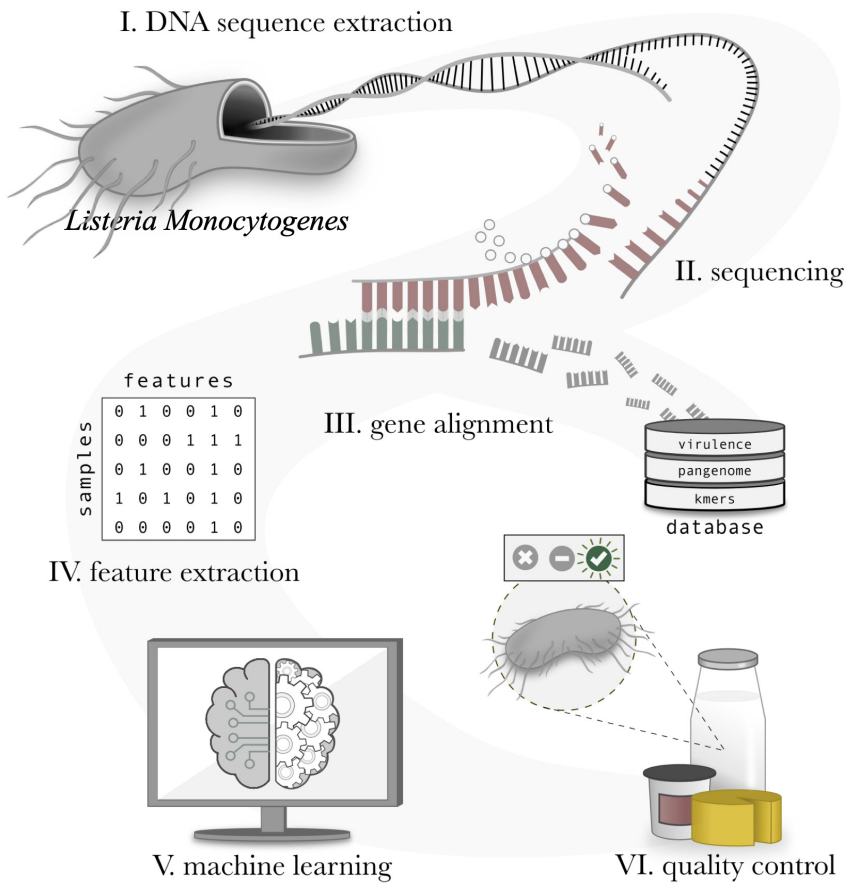 I. DNA sequence extraction
Listeria Monocytogenes
II. sequencing
III. gene alignment
virulence
pangenome
kmers
database
features
samples
0 1 0 0 1 0
0 0 0 1 1 1
0 1 0 0 1 0
1 0 1 0 1 0
0 0 0 0 1 0
IV. feature extraction
V. machine learning
VI. quality control